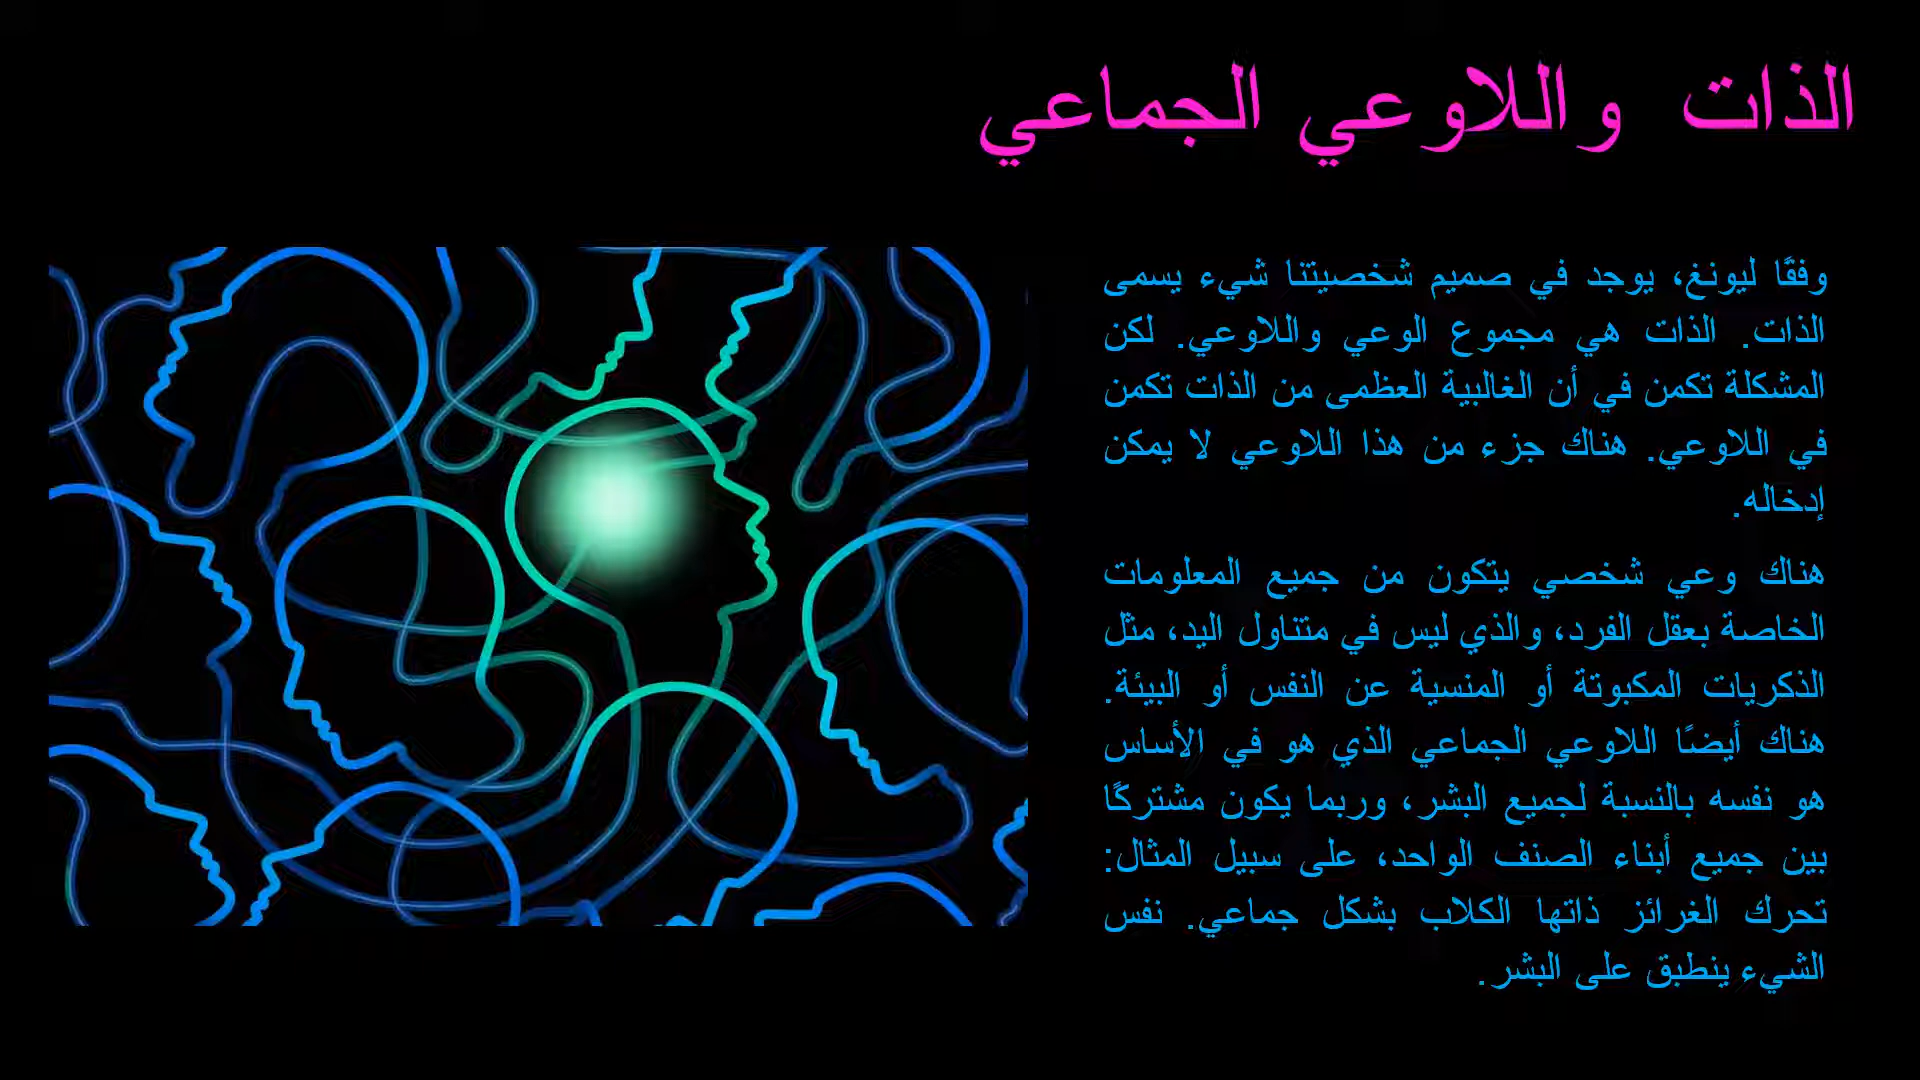 الذات واللاوعي الجماعي
وفقًا ليونغ، يوجد في صميم شخصيتنا شيء يسمى
الذات. الذات هي مجموع الوعي واللاوعي. لكن
المشكلة تكمن في أن الغالبية العظمى من الذات تكمن
في اللاوعي. هناك جزء من هذا اللاوعي لا يمكن
إدخاله.
هناك وعي شخصي يتكون من جميع المعلومات
الخاصة بعقل الفرد، والذي ليس في متناول اليد، مثل
الذكريات المكبوتة أو المنسية عن النفس أو البيئة.
هناك أيضًا اللاوعي الجماعي الذي هو في الأساس
هو نفسه بالنسبة لجميع البشر، وربما يكون مشتركًا
بين جميع أبناء الصنف الواحد، على سبيل المثال:
تحرك الغرائز ذاتها الكلاب بشكل جماعي. نفس
الشيء ينطبق على البشر.